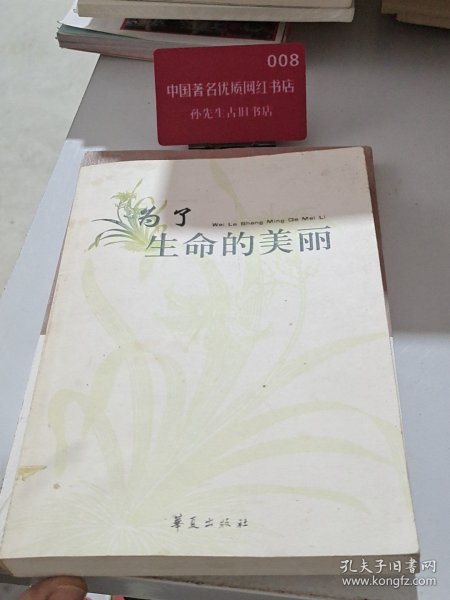 008
中国著名优质网红书店
孙先生古旧书店
为了
Wei Le Sheng Ming De Mei Li
生命的美丽
華夏出版社
孔夫子旧书网
www.kongfz.com